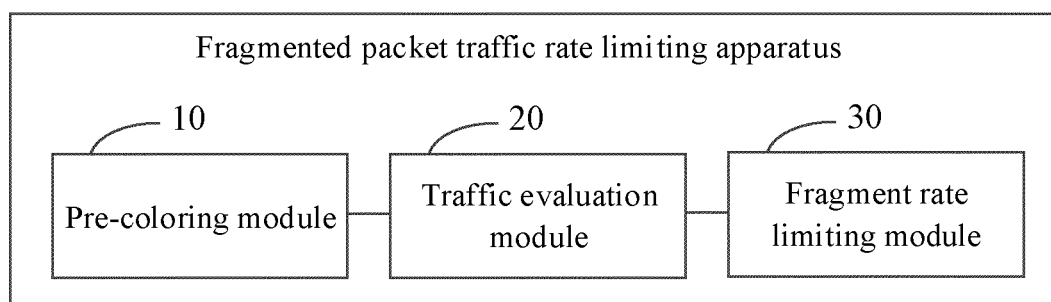 Fragmented packet traffic rate limiting apparatus
10
20
30
Pre-coloring module
Traffic evaluation
module
Fragment rate
limiting module